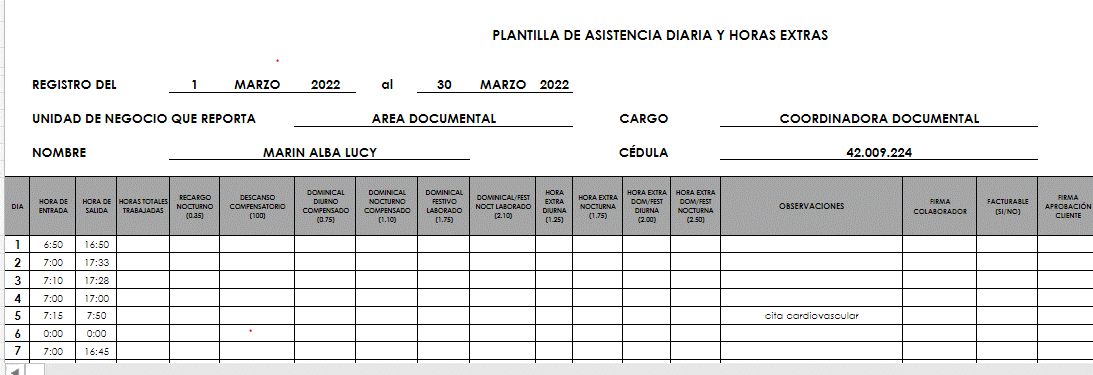 PLANTILLA DE ASISTENCIA DIARIA Y HORAS EXTRAS
REGISTRO DEL 1 MARZO 2022 al 30 MARZO 2022
UNIDAD DE NEGOCIO QUE REPORTA AREA DOCUMENTAL CARGO COORDINADORA DOCUMENTAL
NOMBRE MARIN ALBA LUCY CÉDULA 42.009.224
DIA HORA DE ENTRADA HORA DE SALIDA HORAS TOTALES TRABAJADAS RECARGO NOCTURNO (0.35) DESCANSO COMPENSATORIO (100) DOMINICAL DIURNO COMPENSADO (0.75) DOMINICAL NOCTURNO COMPENSADO (1.10) DOMINICAL FESTIVO LABORADO (1.75) DOMINICAL/FEST NOCT LABORADO (2.10) HORA EXTRA DIURNA (1.25) HORA EXTRA NOCTURNA (1.75) HORA EXTRA DOM/FEST DIURNA (2.00) HORA EXTRA DOM/FEST NOCTURNA (2.50) OBSERVACIONES FIRMA COLABORADOR FACTURABLE (SI/NO) FIRMA APROBACIÓN CLIENTE
1 6:50 16:50
2 7:00 17:33
3 7:10 17:28
4 7:00 17:00
5 7:15 7:50 cita cardiovascular
6 0:00 0:00
7 7:00 16:45